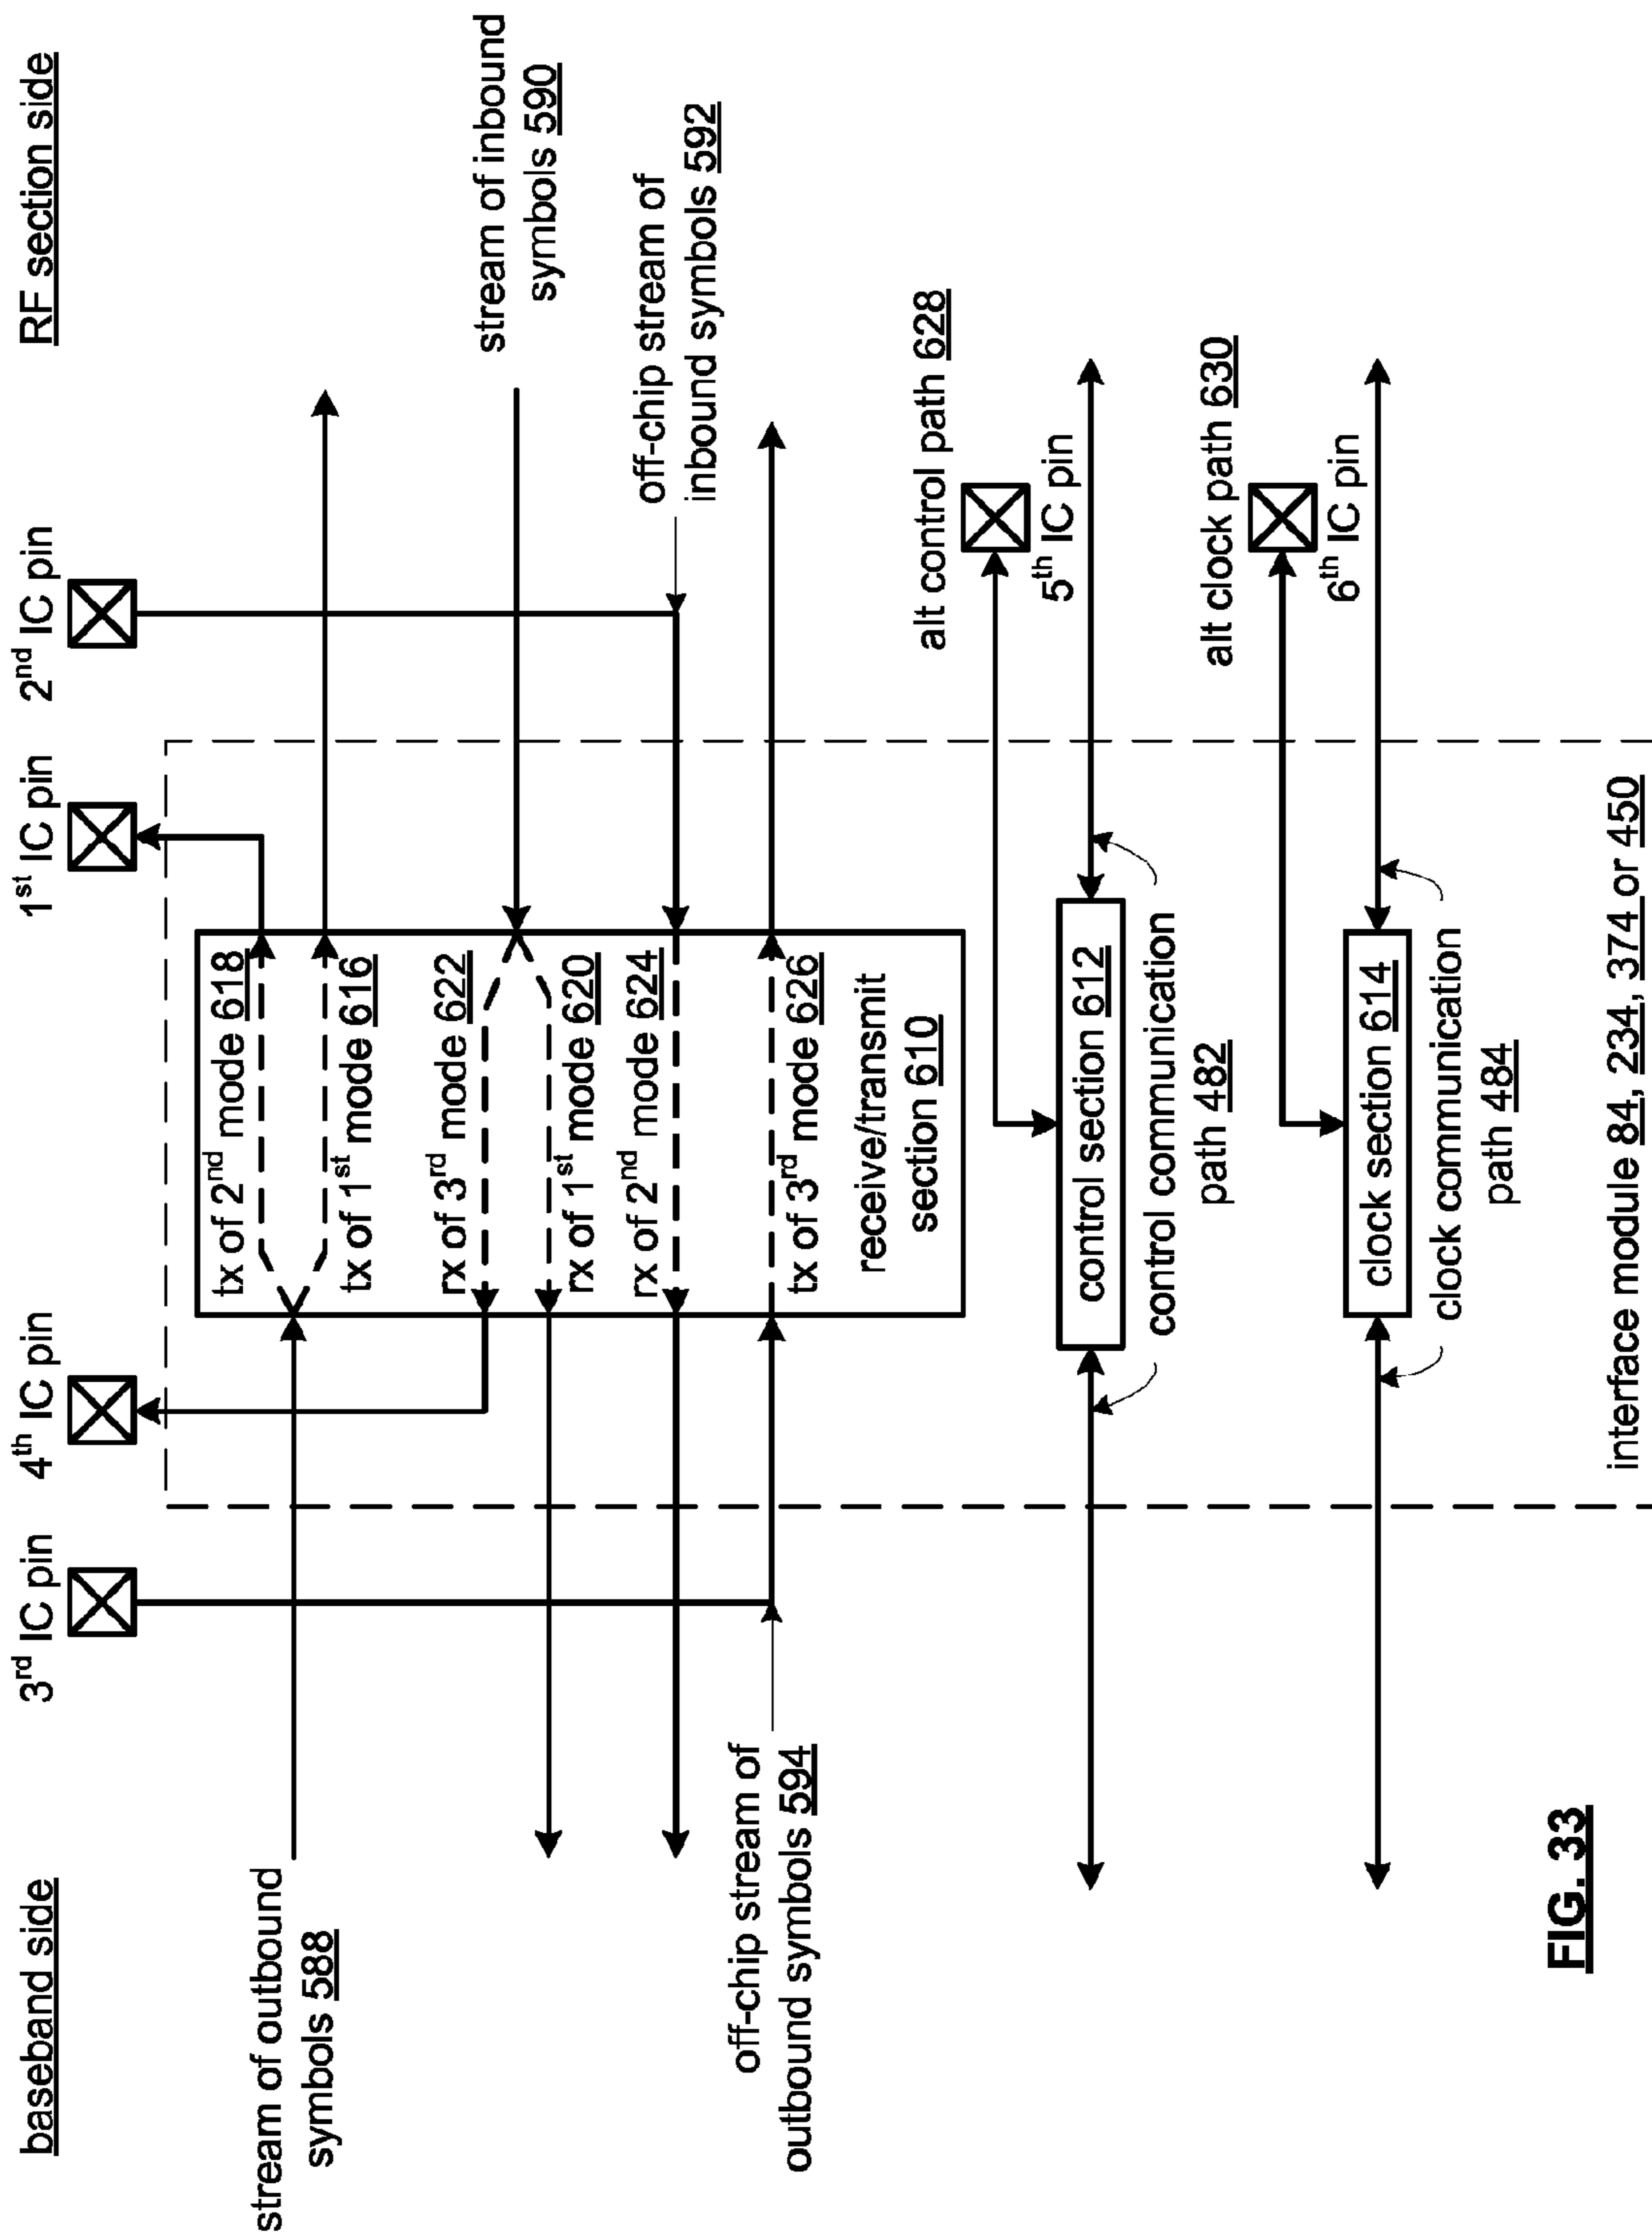 baseband side
RF section side
3rd IC pin
4th IC pin
1st IC pin
2nd IC pin
stream of outbound
symbols 588
tx of 2nd mode 618
tx of 1st mode 616
rx of 3rd mode 622
rx of 1st mode 620
rx of 2nd mode 624
tx of 3rd mode 626
receive/transmit
section 610
stream of inbound
symbols 590
off-chip stream of
inbound symbols 592
off-chip stream of
outbound symbols 594
alt control path 628
5th IC pin
control section 612
control communication
path 482
alt clock path 630
6th IC pin
clock section 614
clock communication
path 484
interface module 84, 234, 374 or 450
FIG. 33